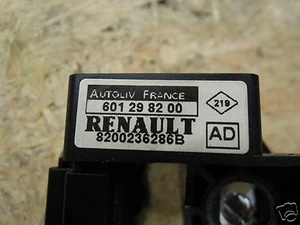 AUTOLIV FRANCE
601 29 82 00
219
RENAULT
AD
8200236286B